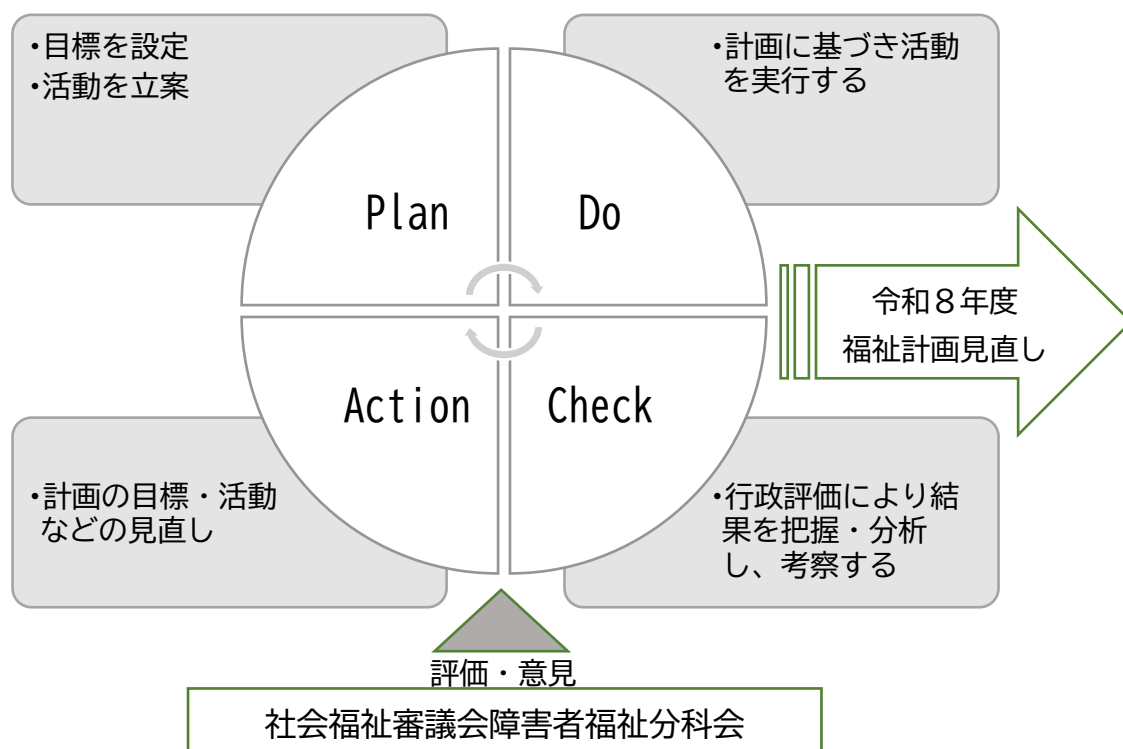 ・目標を設定
・活動を立案
・計画に基づき活動
を実行する
Plan
Do
令和８年度
福祉計画見直し
Action
Check
・計画の目標・活動
などの見直し
・行政評価により結
果を把握・分析
し、考察する
評価・意見
社会福祉審議会障害者福祉分科会